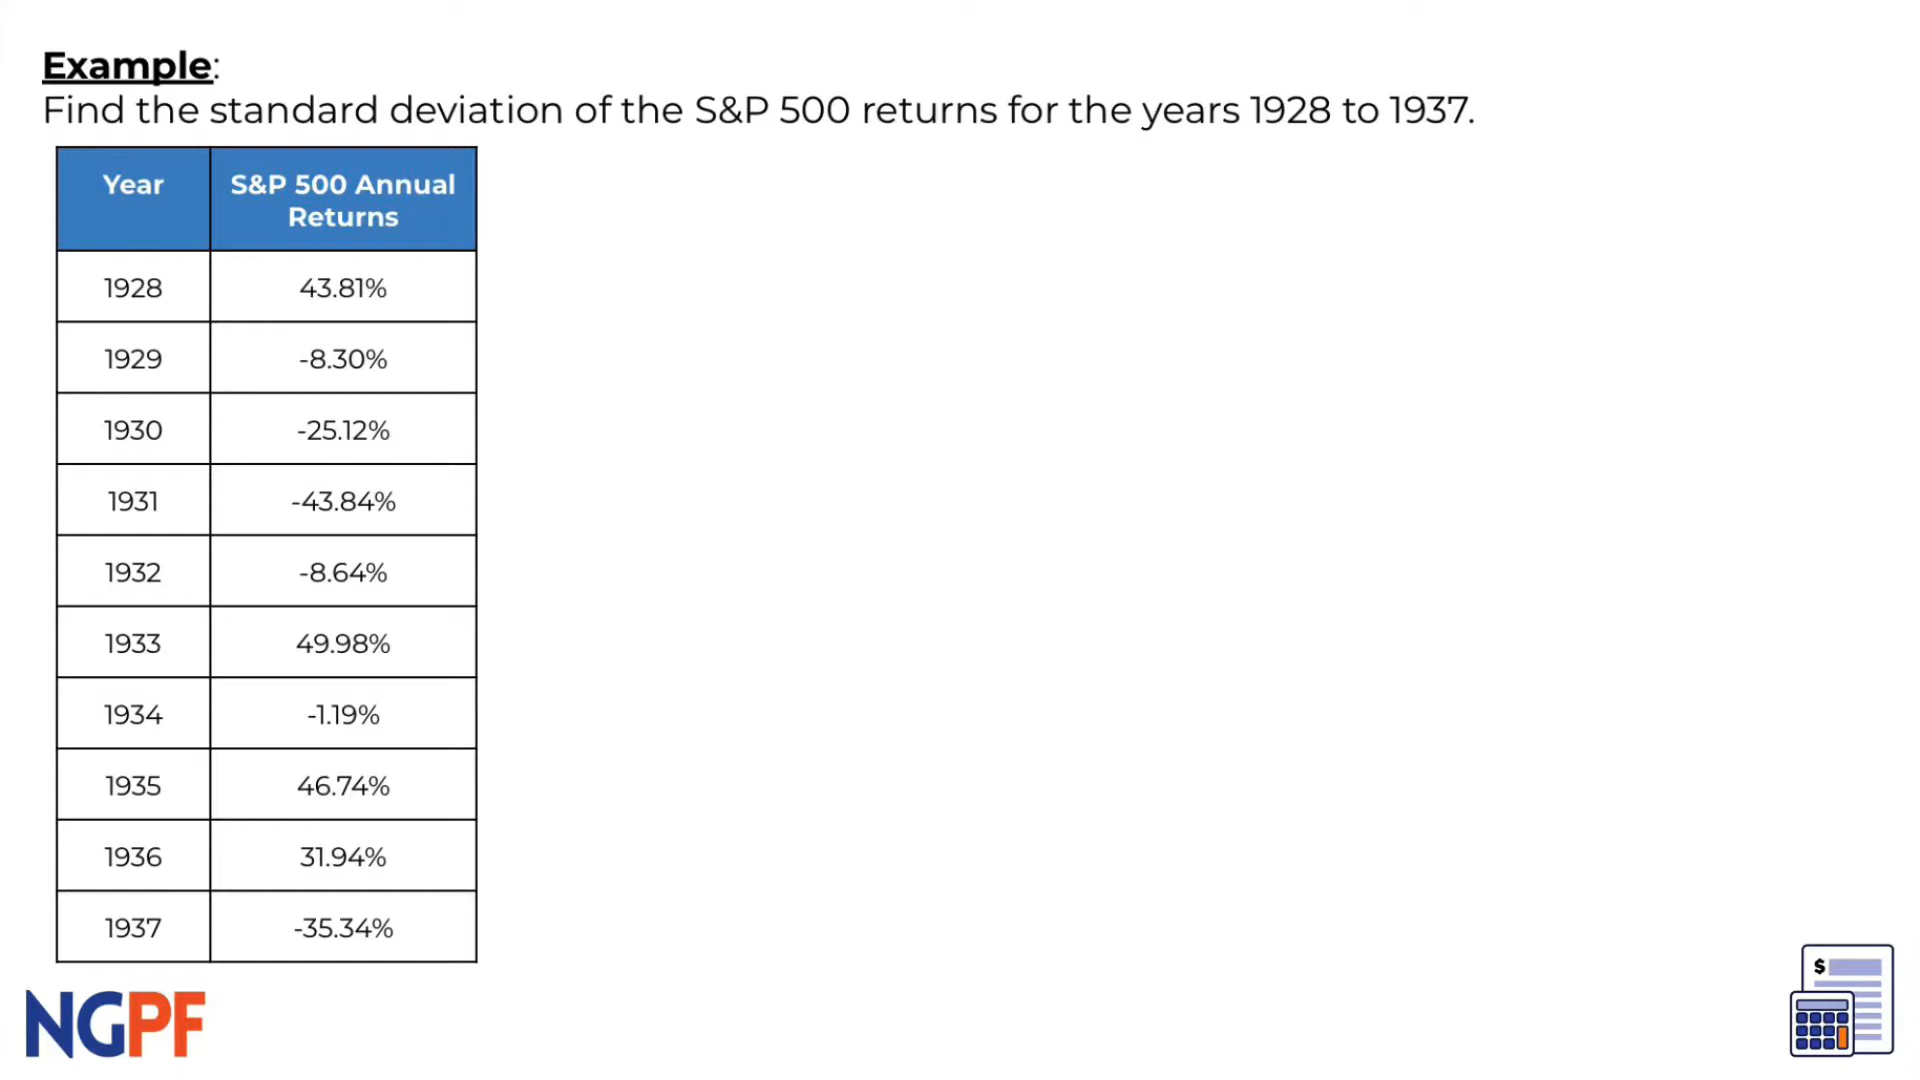 Example:
Find the standard deviation of the S&P 500 returns for the years 1928 to 1937.
Year S&P 500 Annual
Returns
1928 43.81%
1929 -8.30%
1930 -25.12%
1931 -43.84%
1932 -8.64%
1933 49.98%
1934 -1.19%
1935 46.74%
1936 31.94%
1937 -35.34%
NGPF
$